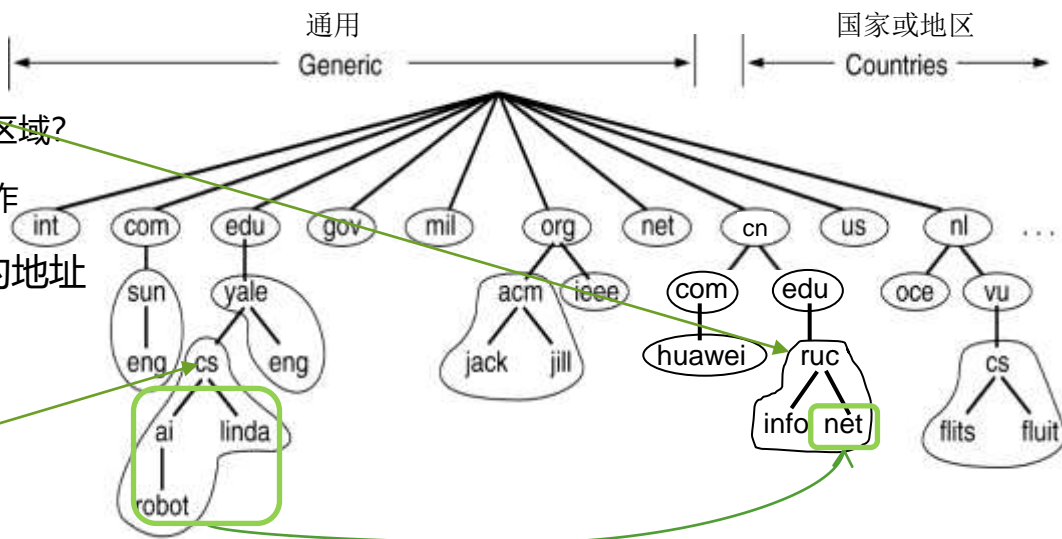 通用 国家或地区
Generic Countries
区域?
作
int com edu gov mil org net cn us nl ...
的地址
sun yale acm ieee com edu oce vu
eng cs eng jack jill huawei ruc cs
ai linda info net flits fluit
robot